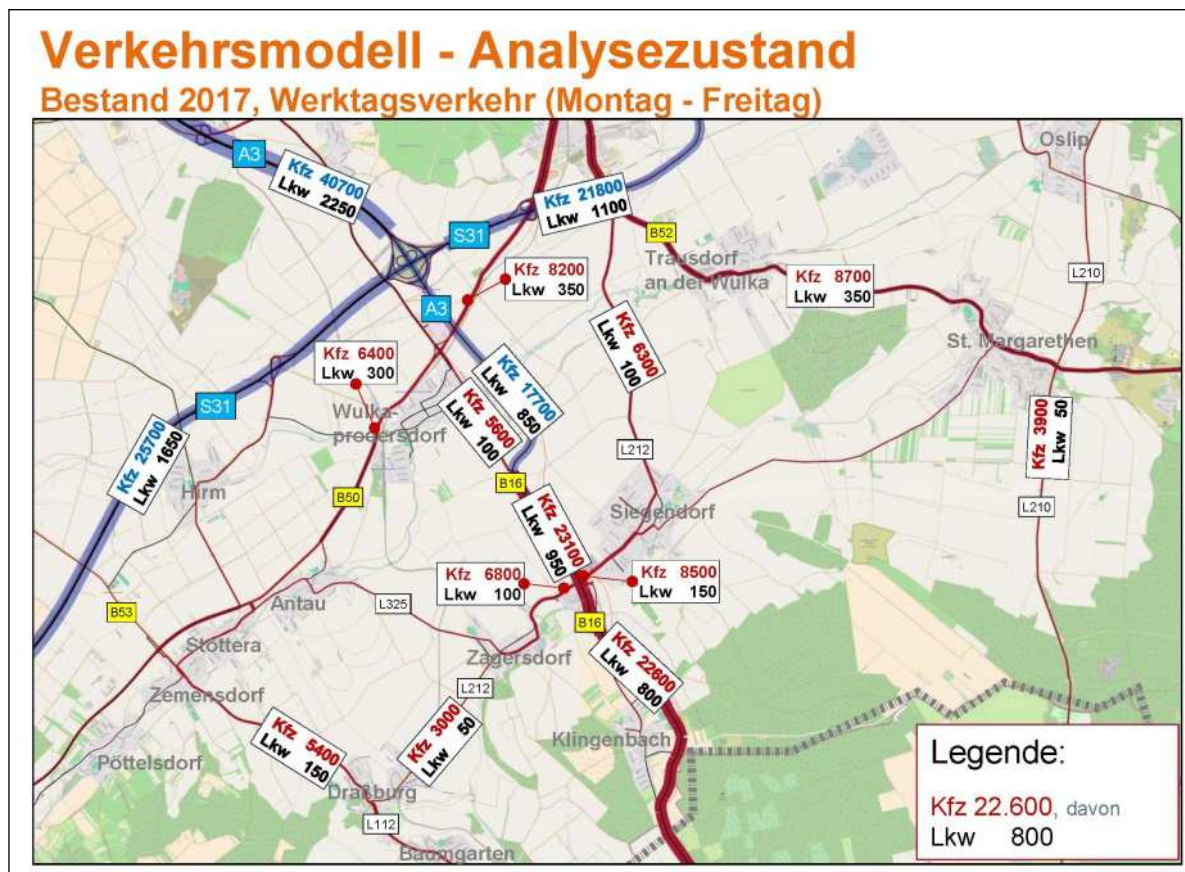 Verkehrsmodell - Analysezustand
Bestand 2017, Werktagsverkehr (Montag - Freitag)
Oslip
A3
Kfz 40700
Lkw 2250
Kfz 21800
Lkw 1100
S31
B52
Trausdorf
an der Wulka
Kfz 8200
Lkw 350
Kfz 8700
Lkw 350
L210
A3
Kfz 6300
Lkw 100
St. Margarethen
Kfz 6400
Lkw 300
Kfz 17700
Lkw 850
S31
Wulka-
prodersdorf
Kfz 5600
Lkw 100
Kfz 3900
Lkw 50
Kfz 25700
Lkw 1650
L212
Hirm
B50
B16
L210
Siegendorf
Kfz 23100
Lkw 950
Kfz 6800
Lkw 100
Kfz 8500
Lkw 150
Antau
L325
B53
B16
Stöttera
Zagersdorf
Kfz 22600
Lkw 800
L212
Zemensdorf
Kfz 3000
Lkw 50
Klingenbach
Kfz 5400
Lkw 150
Pöttelsdorf
Draßburg
L112
Baumgarten
Legende:
Kfz 22.600, davon
Lkw 800